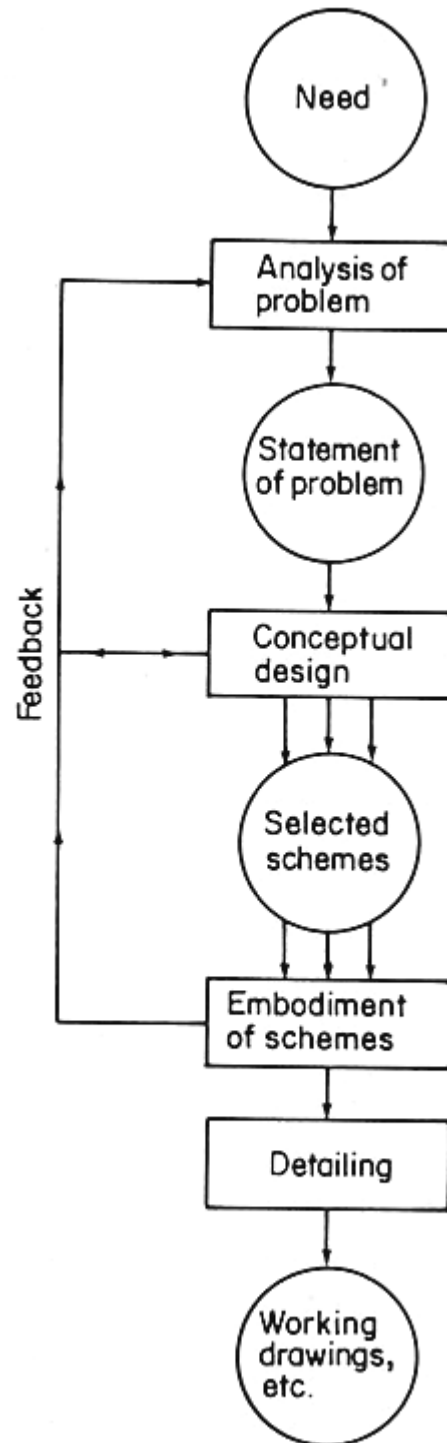 Need
Analysis of
problem
Statement
of problem
Feedback
Conceptual
design
Selected
schemes
Embodiment
of schemes
Detailing
Working
drawings,
etc.